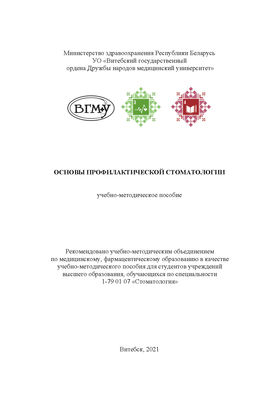 Министерство здравоохранения Республики Беларусь
УО «Витебский государственный
ордена Дружбы народов медицинский университет»
ВГМУ
ОСНОВЫ ПРОФИЛАКТИЧЕСКОЙ СТОМАТОЛОГИИ
учебно-методическое пособие
Рекомендовано учебно-методическим объединением
по медицинскому, фармацевтическому образованию в качестве
учебно-методического пособия для студентов учреждений
высшего образования, обучающихся по специальности
1-79 01 07 «Стоматология»
Витебск, 2021